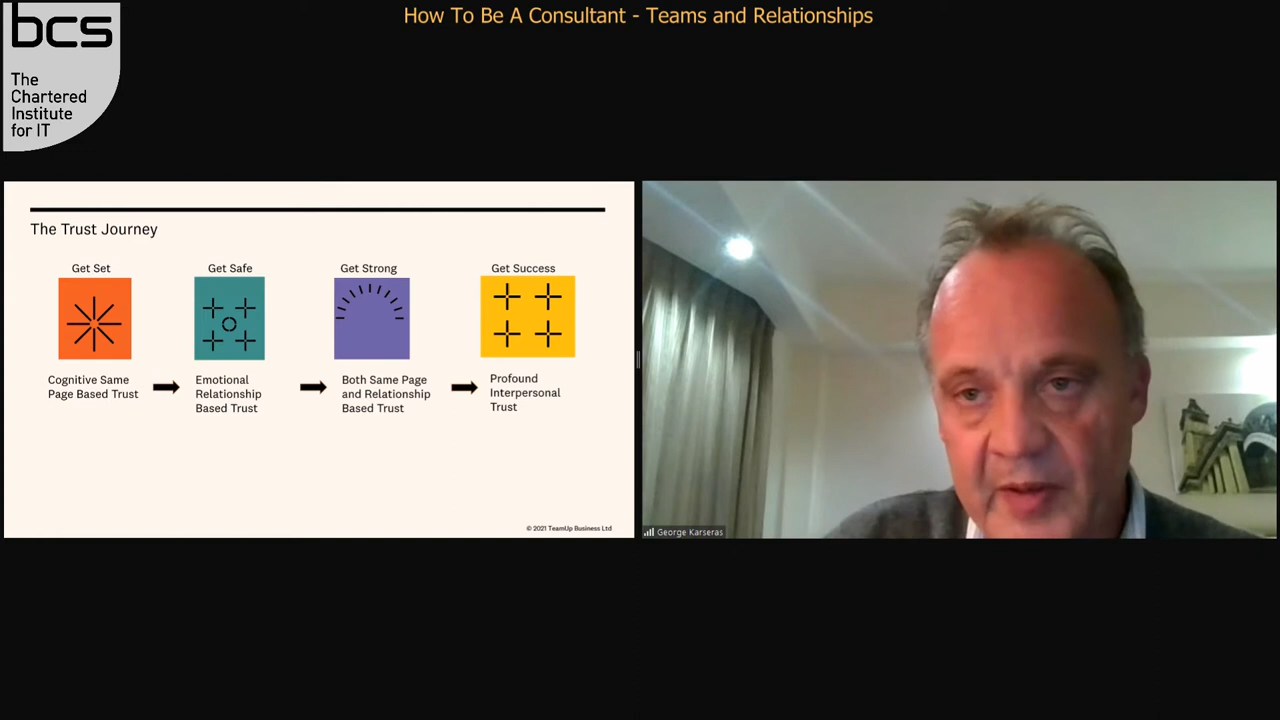 How To Be A Consultant - Teams and Relationships
bcs
The
Chartered
Institute
for IT
The Trust Journey
Get Set
Get Safe
Get Strong
Get Success
Cognitive Same
Page Based Trust
Emotional
Relationship
Based Trust
Both Same Page
and Relationship
Based Trust
Profound
Interpersonal
Trust
© 2021 TeamUp Business Ltd
George Karseras